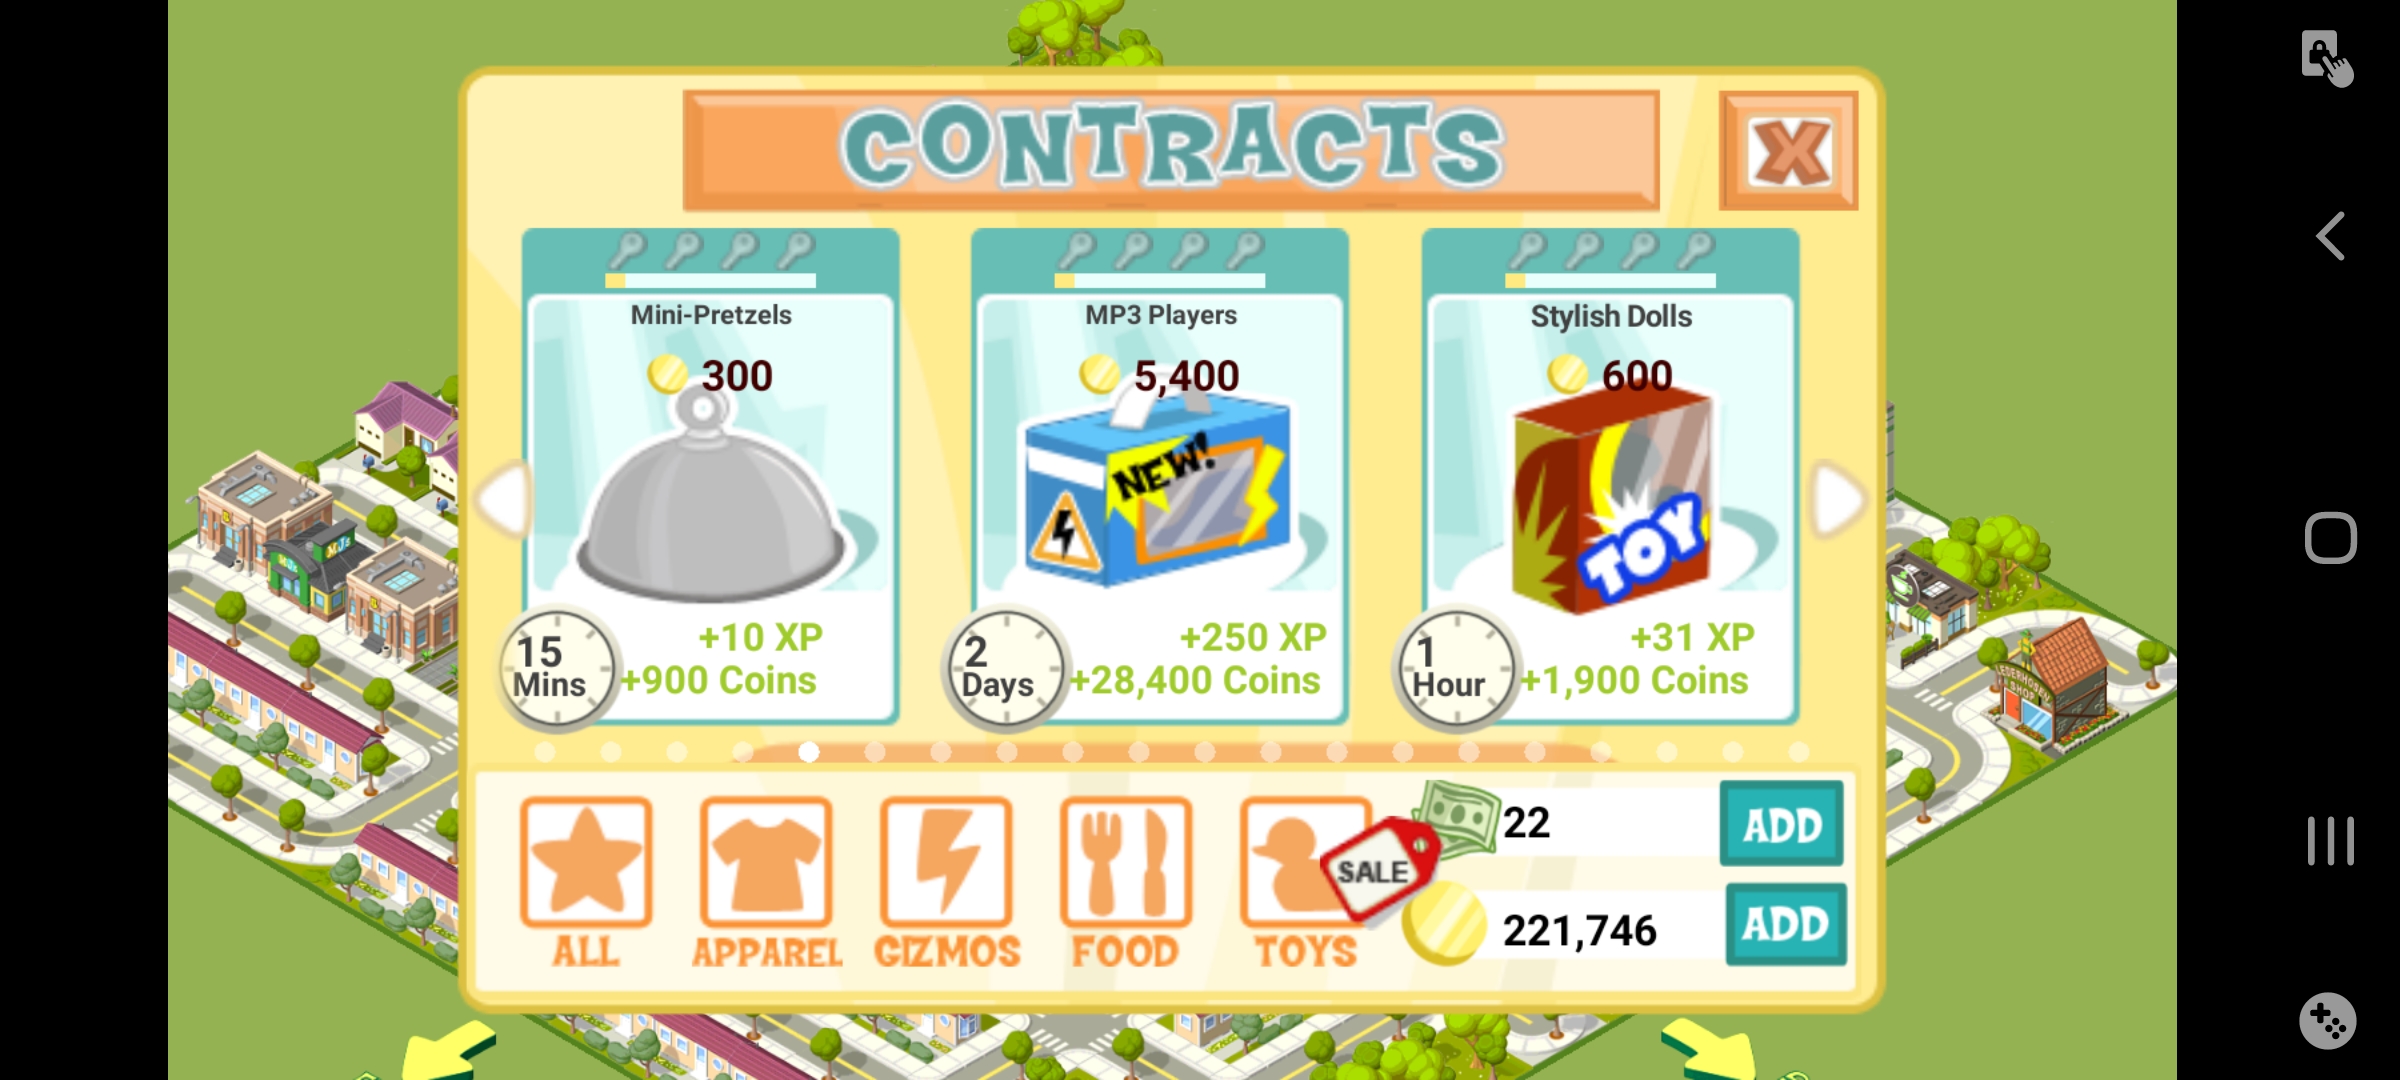 CONTRACTS
X
Mini-Pretzels
300
15
Mins
+10 XP
+900 Coins
MP3 Players
5,400
NEW!
2
Days
+250 XP
+28,400 Coins
Stylish Dolls
600
TOY
1
Hour
+31 XP
+1,900 Coins
MJ's
ALL
APPAREL
GIZMOS
FOOD
TOYS
SALE
22
ADD
221,746
ADD